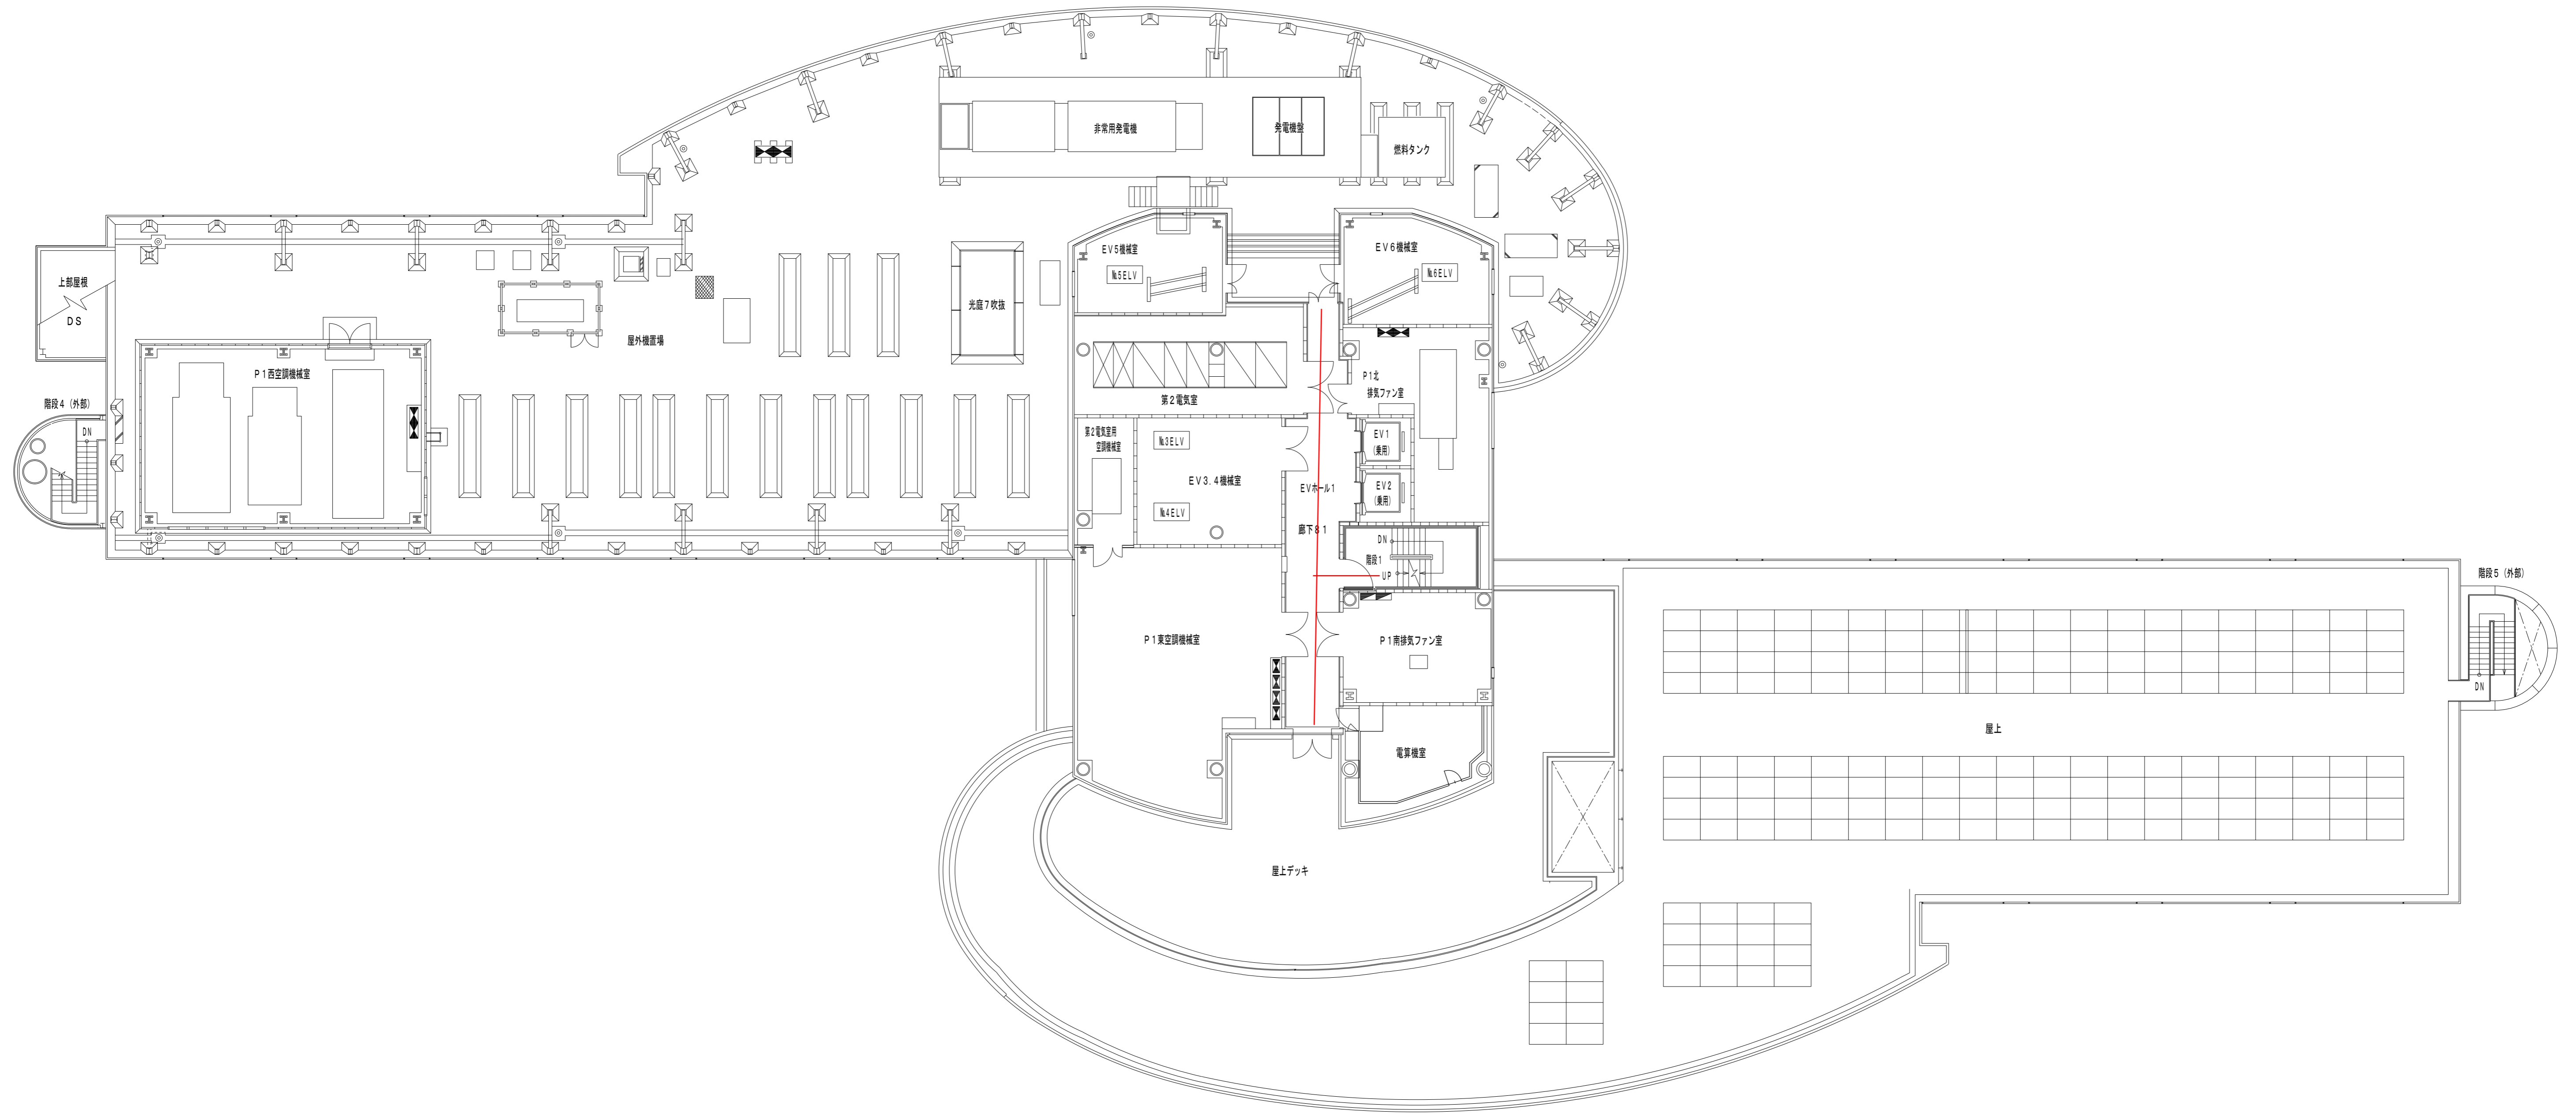 非常用発電機
発電機盤
燃料タンク
EV5機械室
№5ELV
EV6機械室
№6ELV
上部屋根
DS
光庭7吹抜
屋外機置場
P1西空調機械室
階段4（外部）
DN
第2電気室
P1北
排気ファン室
第2電気室用
空調機械室
№3ELV
EV3.4機械室
№4ELV
EV1
(乗用)
EV2
(乗用)
EVホール1
廊下81
DN
階段1
UP
P1東空調機械室
P1南排気ファン室
電算機室
屋上デッキ
屋上
階段5（外部）
DN